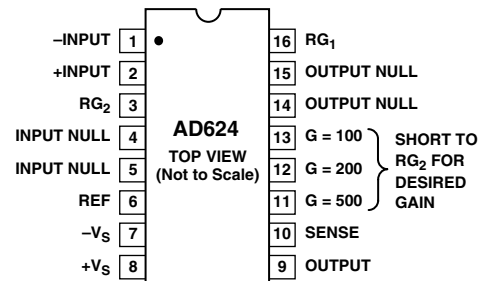 –INPUT 1
+INPUT 2
RG2 3
INPUT NULL 4
INPUT NULL 5
REF 6
–VS 7
+VS 8
AD624
TOP VIEW
(Not to Scale)
16 RG1
15 OUTPUT NULL
14 OUTPUT NULL
13 G = 100
12 G = 200
11 G = 500
10 SENSE
9 OUTPUT
SHORT TO
RG2 FOR
DESIRED
GAIN